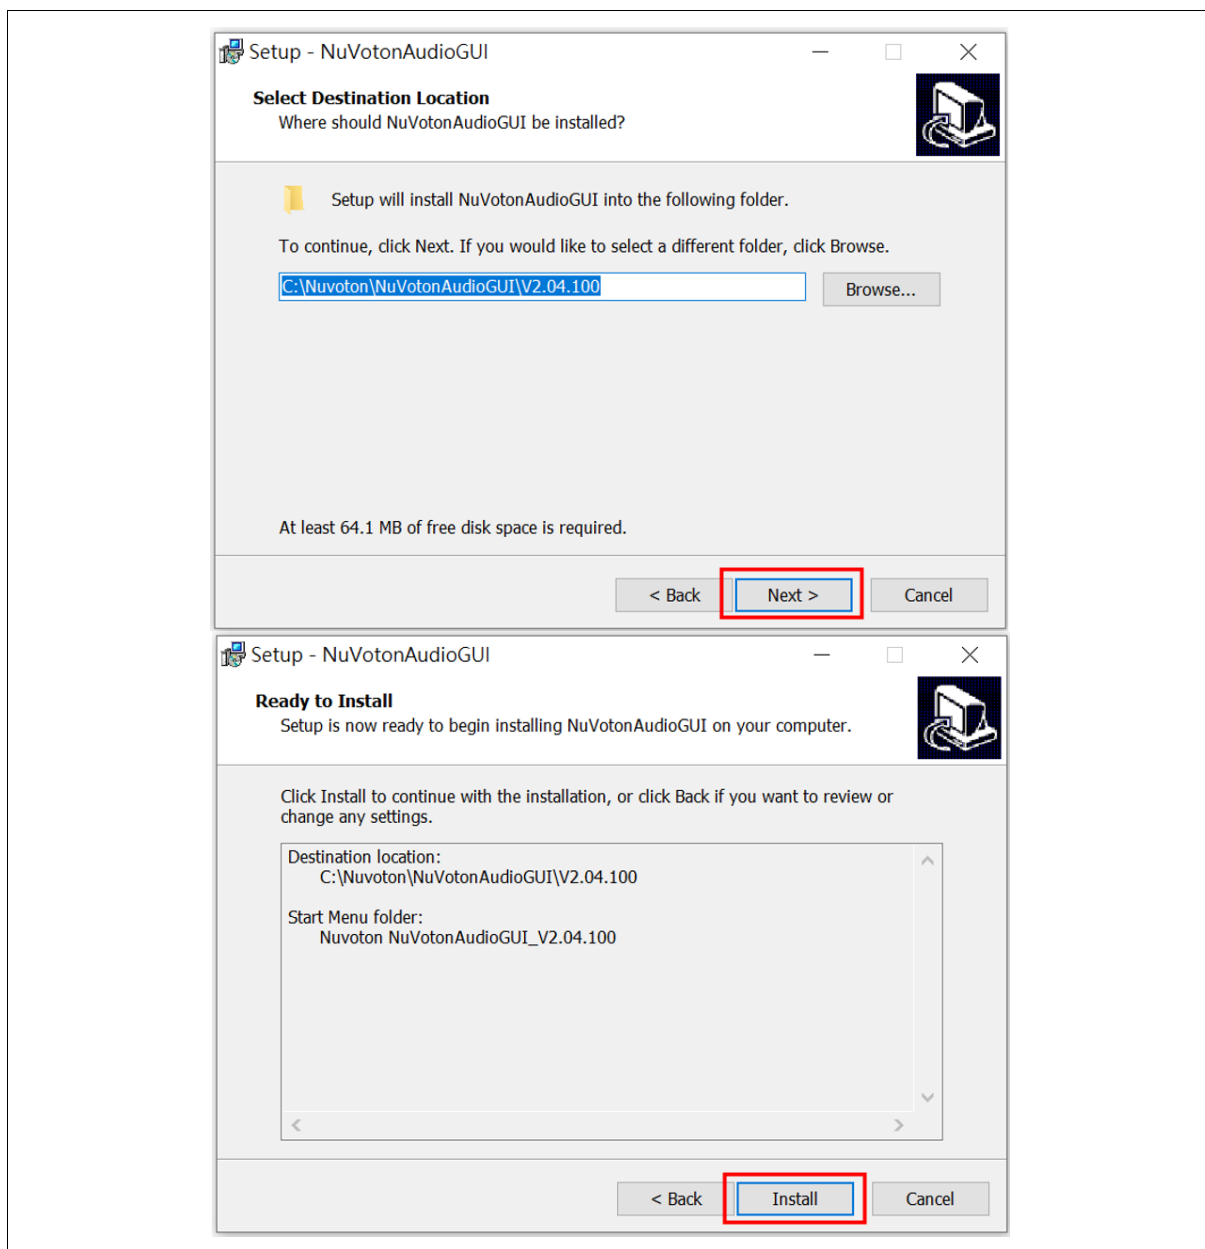 Setup - NuVotonAudioGUI
Select Destination Location
Where should NuVotonAudioGUI be installed?
Setup will install NuVotonAudioGUI into the following folder.
To continue, click Next. If you would like to select a different folder, click Browse.
C:\Nuvoton\NuVotonAudioGUI\V2.04.100
Browse...
At least 64.1 MB of free disk space is required.
< Back Next > Cancel
Setup - NuVotonAudioGUI
Ready to Install
Setup is now ready to begin installing NuVotonAudioGUI on your computer.
Click Install to continue with the installation, or click Back if you want to review or
change any settings.
Destination location:
C:\Nuvoton\NuVotonAudioGUI\V2.04.100
Start Menu folder:
Nuvoton NuVotonAudioGUI_V2.04.100
< Back Install Cancel